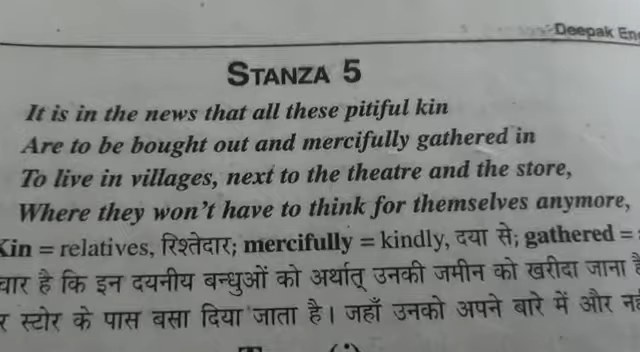 Deepak
STANZA 5
It is in the news that all these pitiful kin
Are to be bought out and mercifully gathered in
To live in villages, next to the theatre and the store,
Where they won't have to think for themselves anymore,
Kin = relatives, रिश्तेदार; mercifully = kindly, दया से; gathered =
चार है कि इन दयनीय बन्धुओं को अर्थात् उनकी जमीन को खरीदा जाना है
र स्टोर के पास बसा दिया जाता है। जहाँ उनको अपने बारे में और